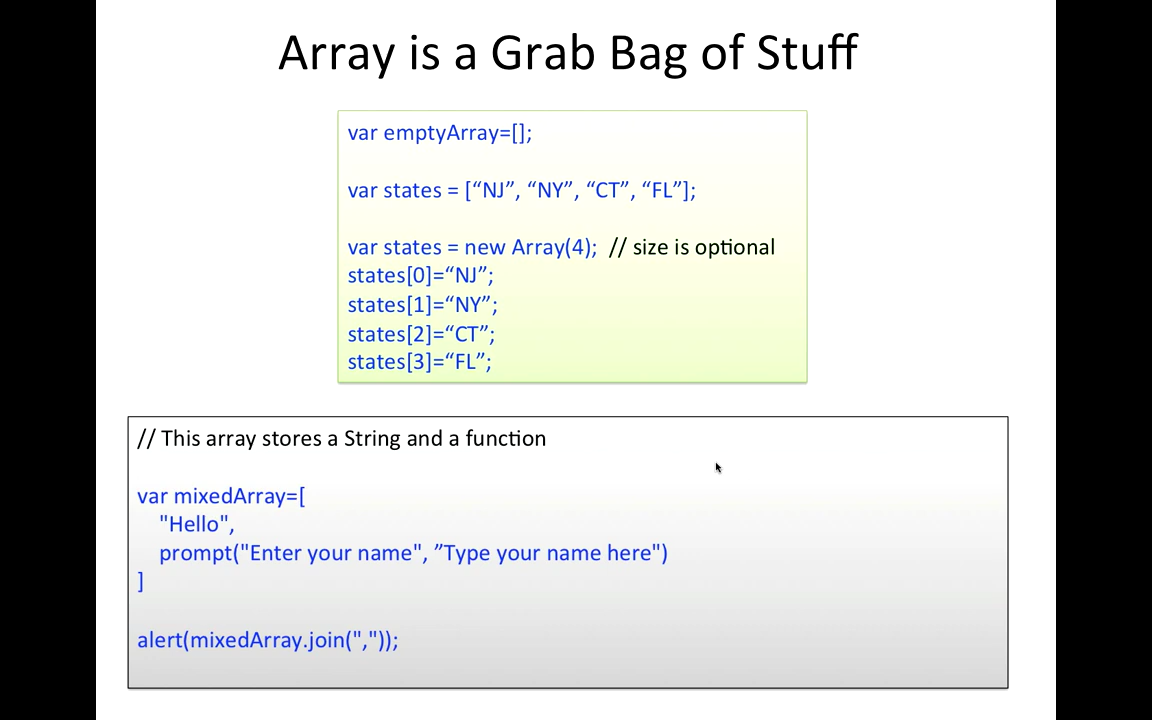 Array is a Grab Bag of Stuff
var emptyArray=[];
var states = [“NJ”, “NY”, “CT”, “FL”];
var states = new Array(4);  // size is optional
states[0]=“NJ”;
states[1]=“NY”;
states[2]=“CT”;
states[3]=“FL”;
// This array stores a String and a function
var mixedArray=[
"Hello",
prompt("Enter your name", ”Type your name here")
]
alert(mixedArray.join(","));